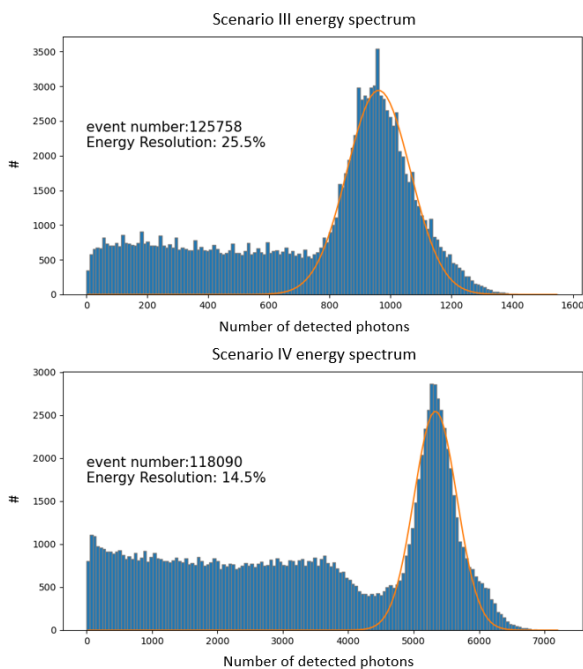 Scenario III energy spectrum
3500
3000
2500
2000
1500
1000
500
0
#
event number:125758
Energy Resolution: 25.5%
0 200 400 600 800 1000 1200 1400 1600
Number of detected photons
Scenario IV energy spectrum
3000
2500
2000
1500
1000
500
0
#
event number:118090
Energy Resolution: 14.5%
0 1000 2000 3000 4000 5000 6000 7000
Number of detected photons